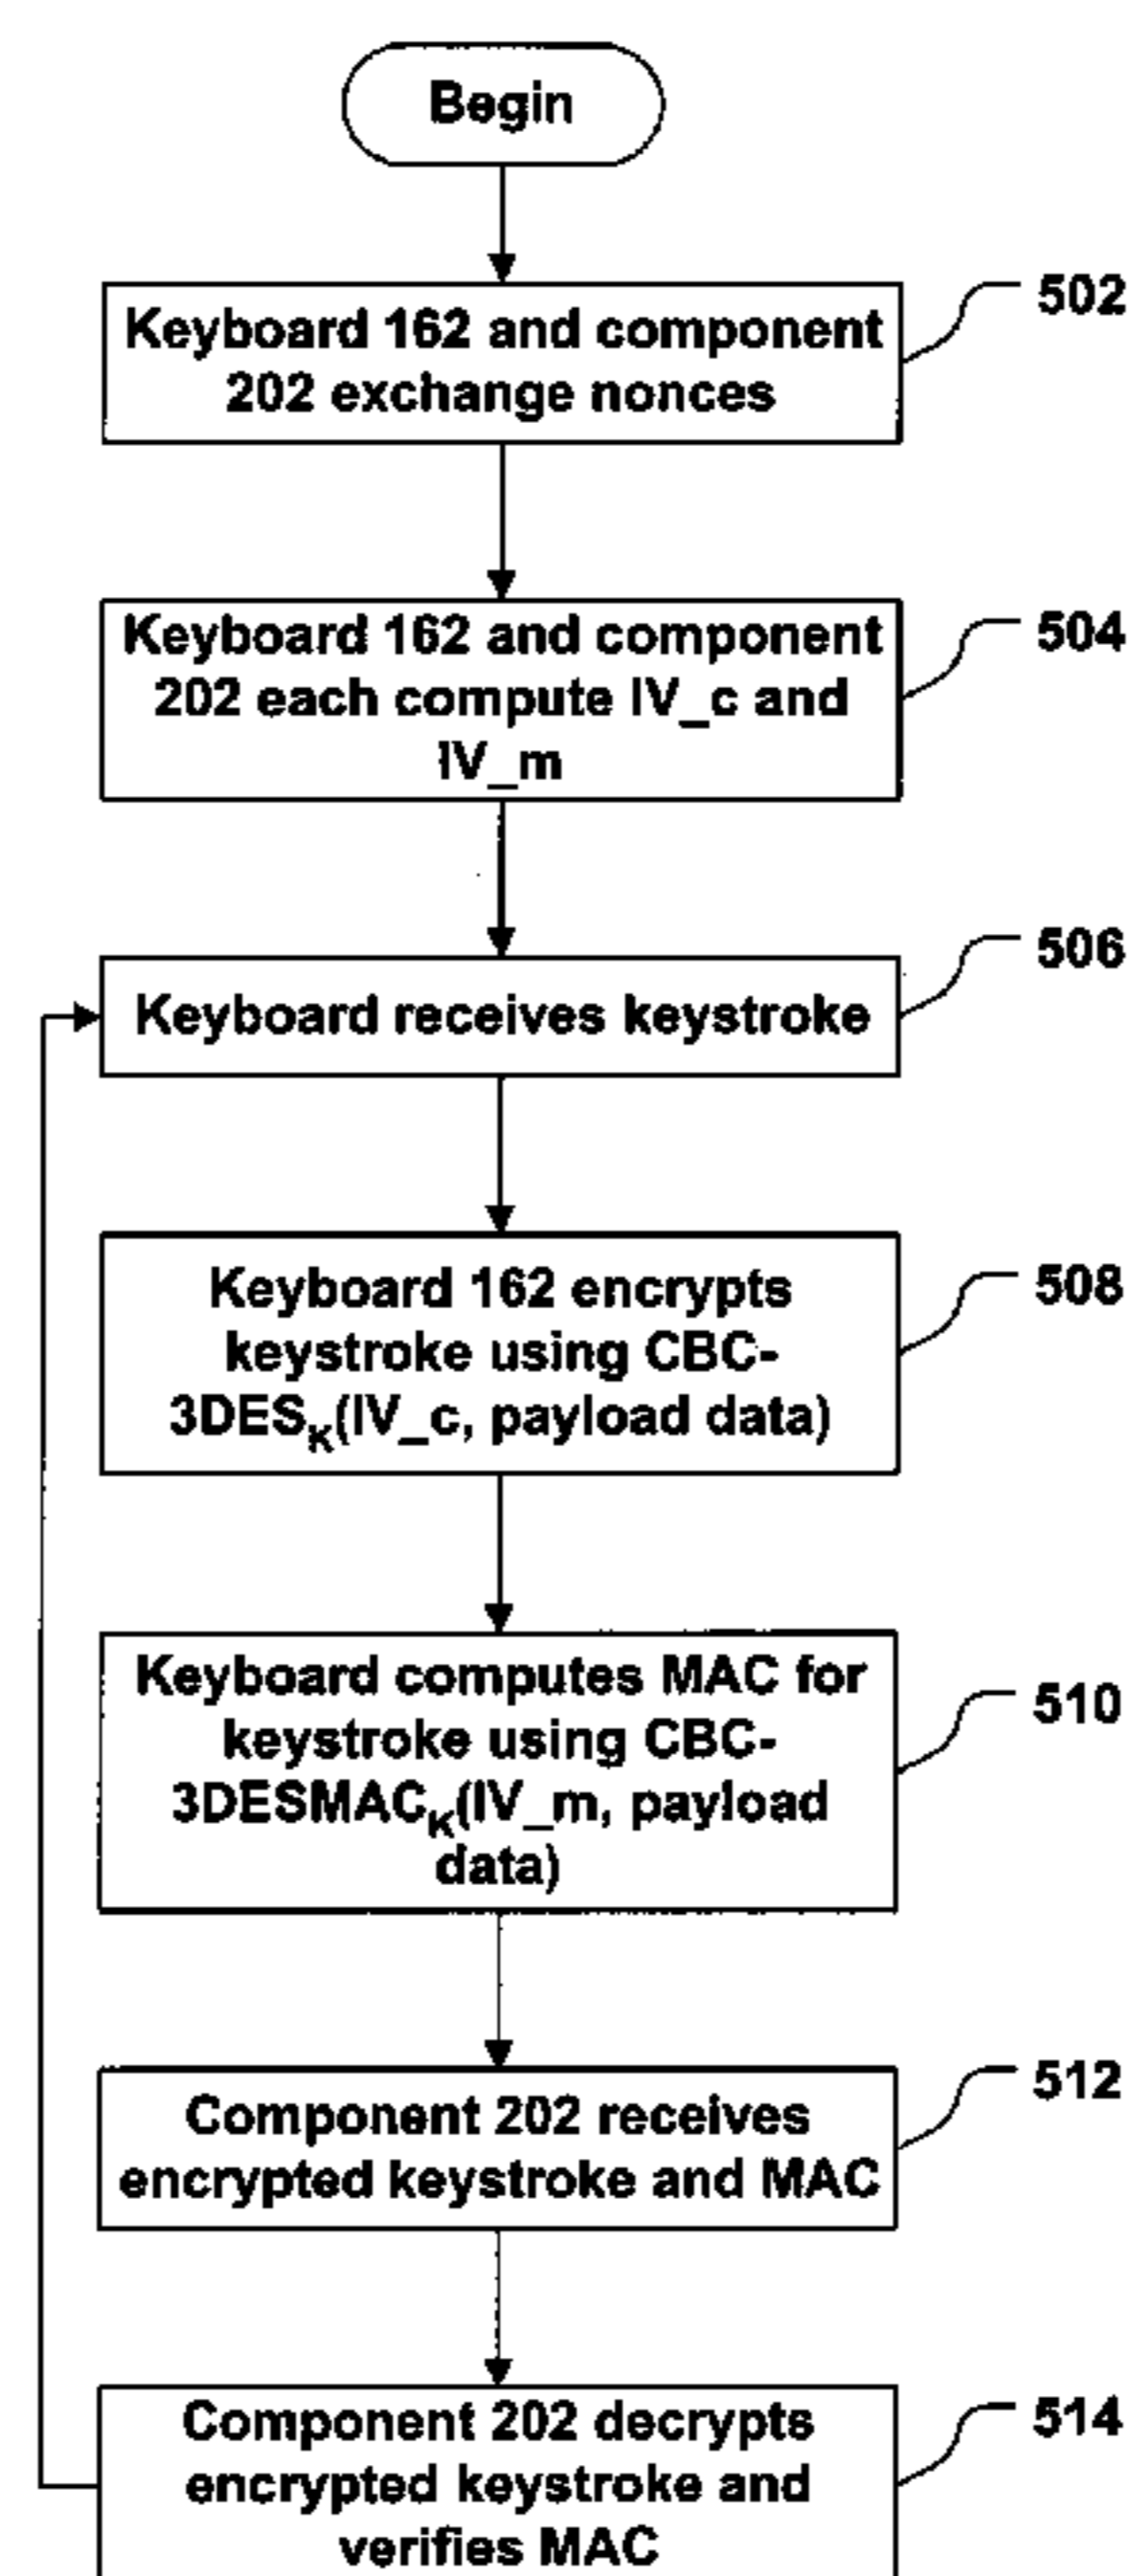 Begin
Keyboard 162 and component
202 exchange nonces
502
Keyboard 162 and component
202 each compute IV_c and
IV_m
504
Keyboard receives keystroke
506
Keyboard 162 encrypts
keystroke using CBC-
3DESK(IV_c, payload data)
508
Keyboard computes MAC for
keystroke using CBC-
3DESMACK(IV_m, payload
data)
510
Component 202 receives
encrypted keystroke and MAC
512
Component 202 decrypts
encrypted keystroke and
verifies MAC
514